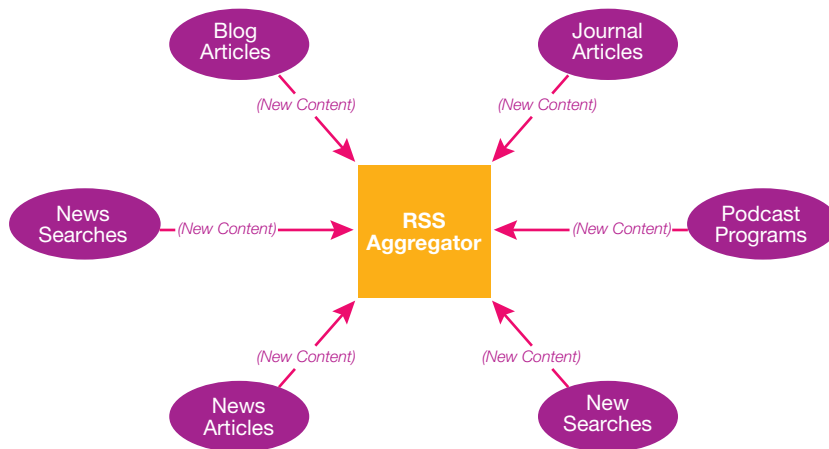 Blog
Articles
Journal
Articles
(New Content)
(New Content)
News
Searches
(New Content)
RSS
Aggregator
(New Content)
Podcast
Programs
(New Content)
(New Content)
News
Articles
New
Searches